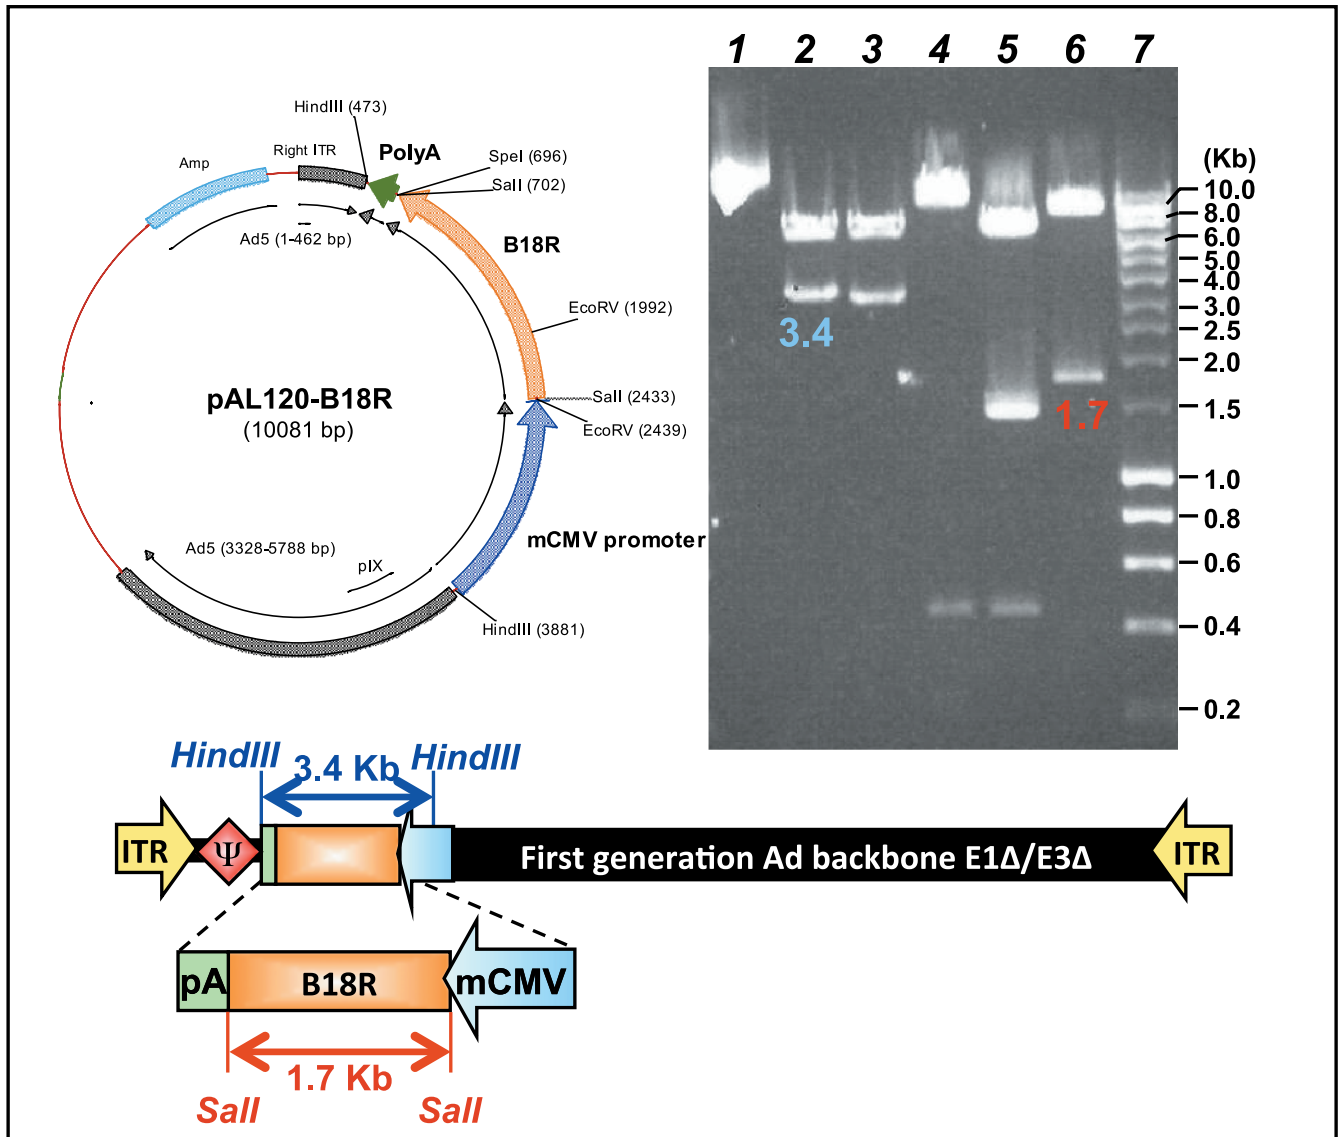 1 2 3 4 5 6 7
HindIII (473)
PolyA
Right ITR
Amp
SpeI (696)
SalI (702)
Ad5 (1-462 bp)
B18R
EcoRV (1992)
pAL120-B18R
(10081 bp)
SalI (2433)
EcoRV (2439)
Ad5 (3328-5788 bp)
pIX
mCMV promoter
HindIII (3881)
(Kb)
10.0
8.0
6.0
5.0
4.0
3.0
2.5
2.0
1.5
1.0
0.8
0.6
0.4
0.2
3.4
1.7
HindIII 3.4 Kb HindIII
ITR Ψ First generation Ad backbone E1Δ/E3Δ ITR
pA B18R mCMV
1.7 Kb
SalI SalI